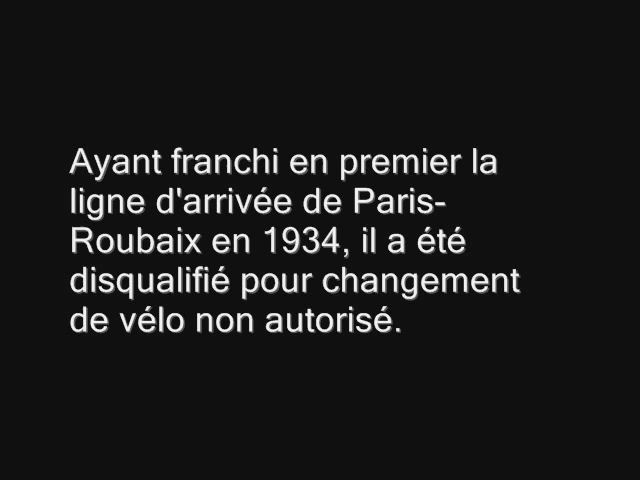 Ayant franchi en premier la
ligne d'arrivée de Paris-
Roubaix en 1934, il a été
disqualifié pour changement
de vélo non autorisé.